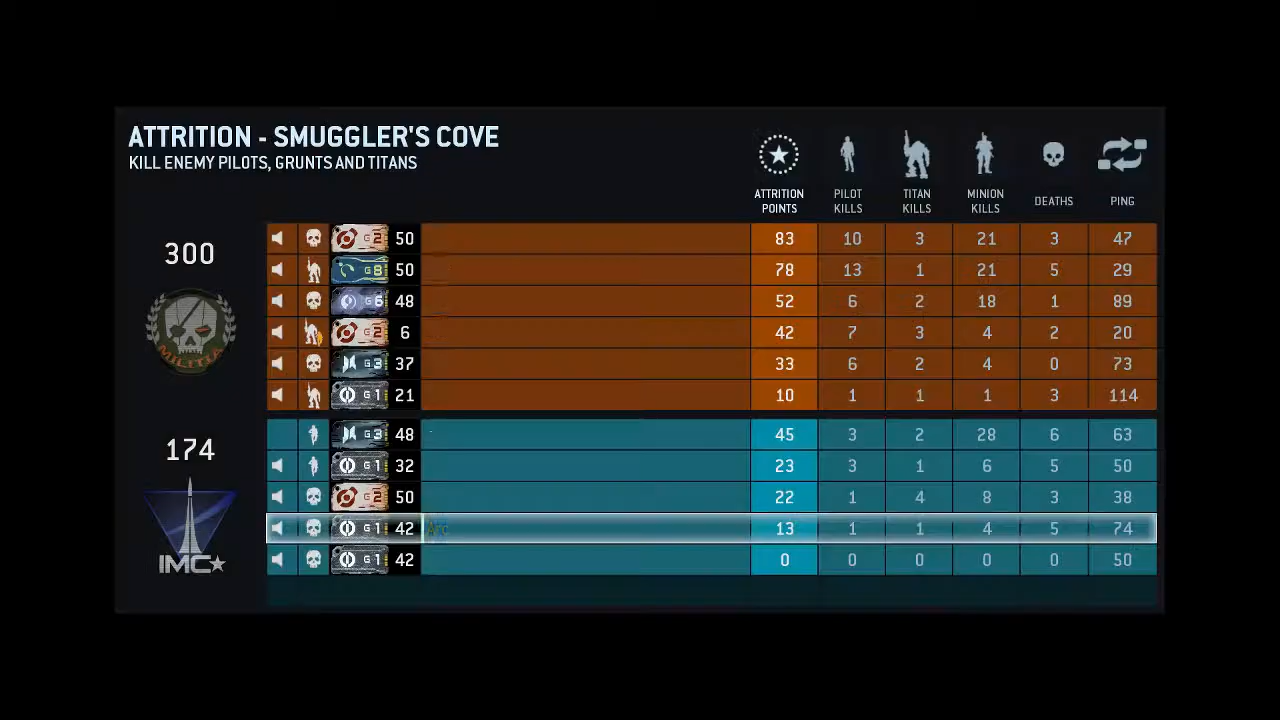 ATTRITION - SMUGGLER'S COVE
KILL ENEMY PILOTS, GRUNTS AND TITANS
ATTRITION POINTS PILOT KILLS TITAN KILLS MINION KILLS DEATHS PING
300
MILITIA
G2 50 83 10 3 21 3 47
G8 50 78 13 1 21 5 29
G6 48 52 6 2 18 1 89
G2 6 42 7 3 4 2 20
G3 37 33 6 2 4 0 73
G1 21 10 1 1 1 3 114
174
IMC
G3 48 45 3 2 28 6 63
G1 32 23 3 1 6 5 50
G2 50 22 1 4 8 3 38
G1 42 13 1 1 4 5 74
G1 42 0 0 0 0 0 50